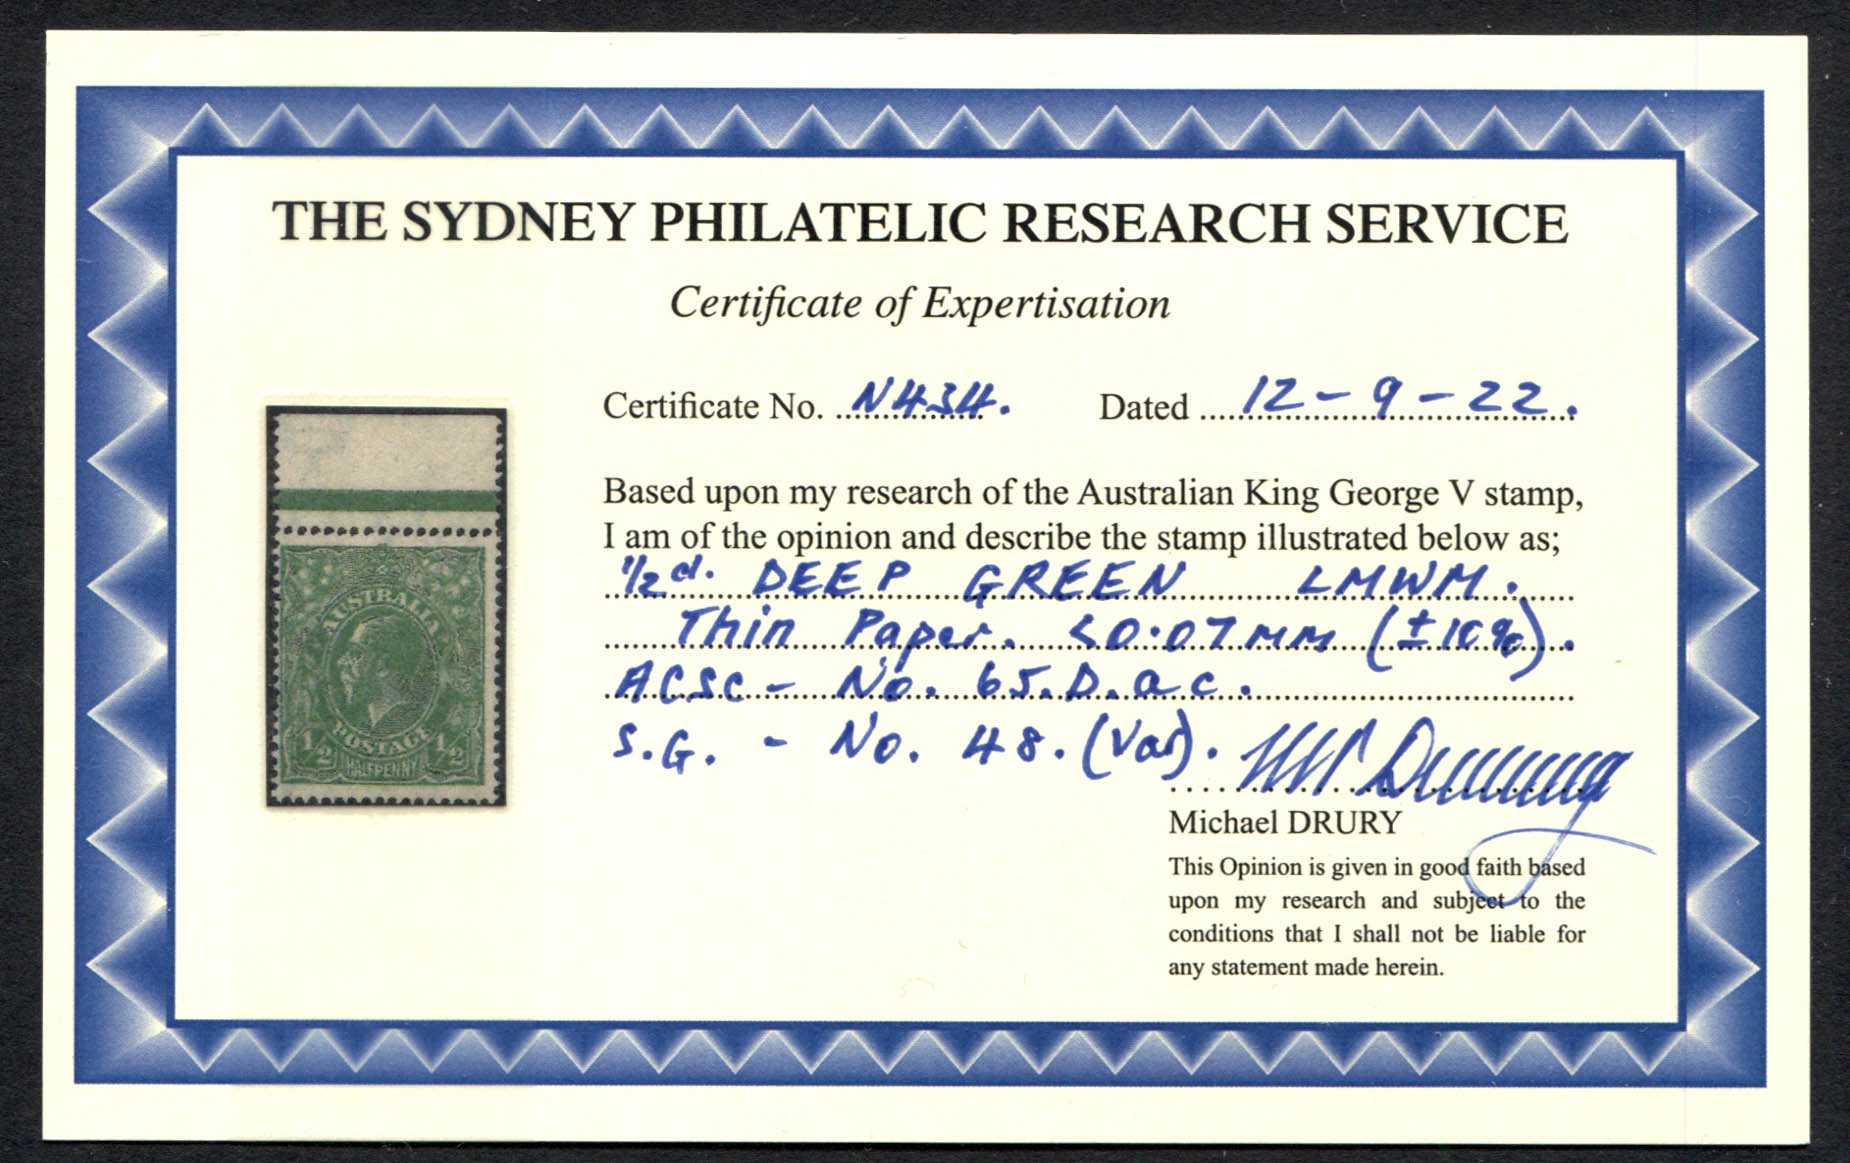 THE SYDNEY PHILATELIC RESEARCH SERVICE
Certificate of Expertisation
Certificate No. N434. Dated 12-9-22.
Based upon my research of the Australian King George V stamp,
I am of the opinion and describe the stamp illustrated below as;
1/2d. DEEP GREEN LMWM.
Thin Paper. <0.07MM (±10%).
ACSC - No. 65.D.a c.
S.G. - No. 48. (Var).
Michael DRURY
This Opinion is given in good faith based
upon my research and subject to the
conditions that I shall not be liable for
any statement made herein.
AUSTRALIA
POSTAGE
1/2 HALFPENNY 1/2